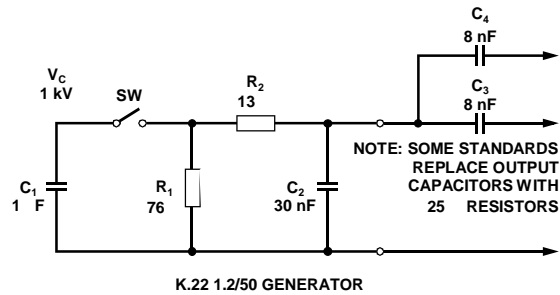 C4
8 nF
VC
1 kV
SW
R2
13
C3
8 nF
NOTE: SOME STANDARDS
REPLACE OUTPUT
CAPACITORS WITH
25 RESISTORS
C1
1 F
R1
76
C2
30 nF
K.22 1.2/50 GENERATOR